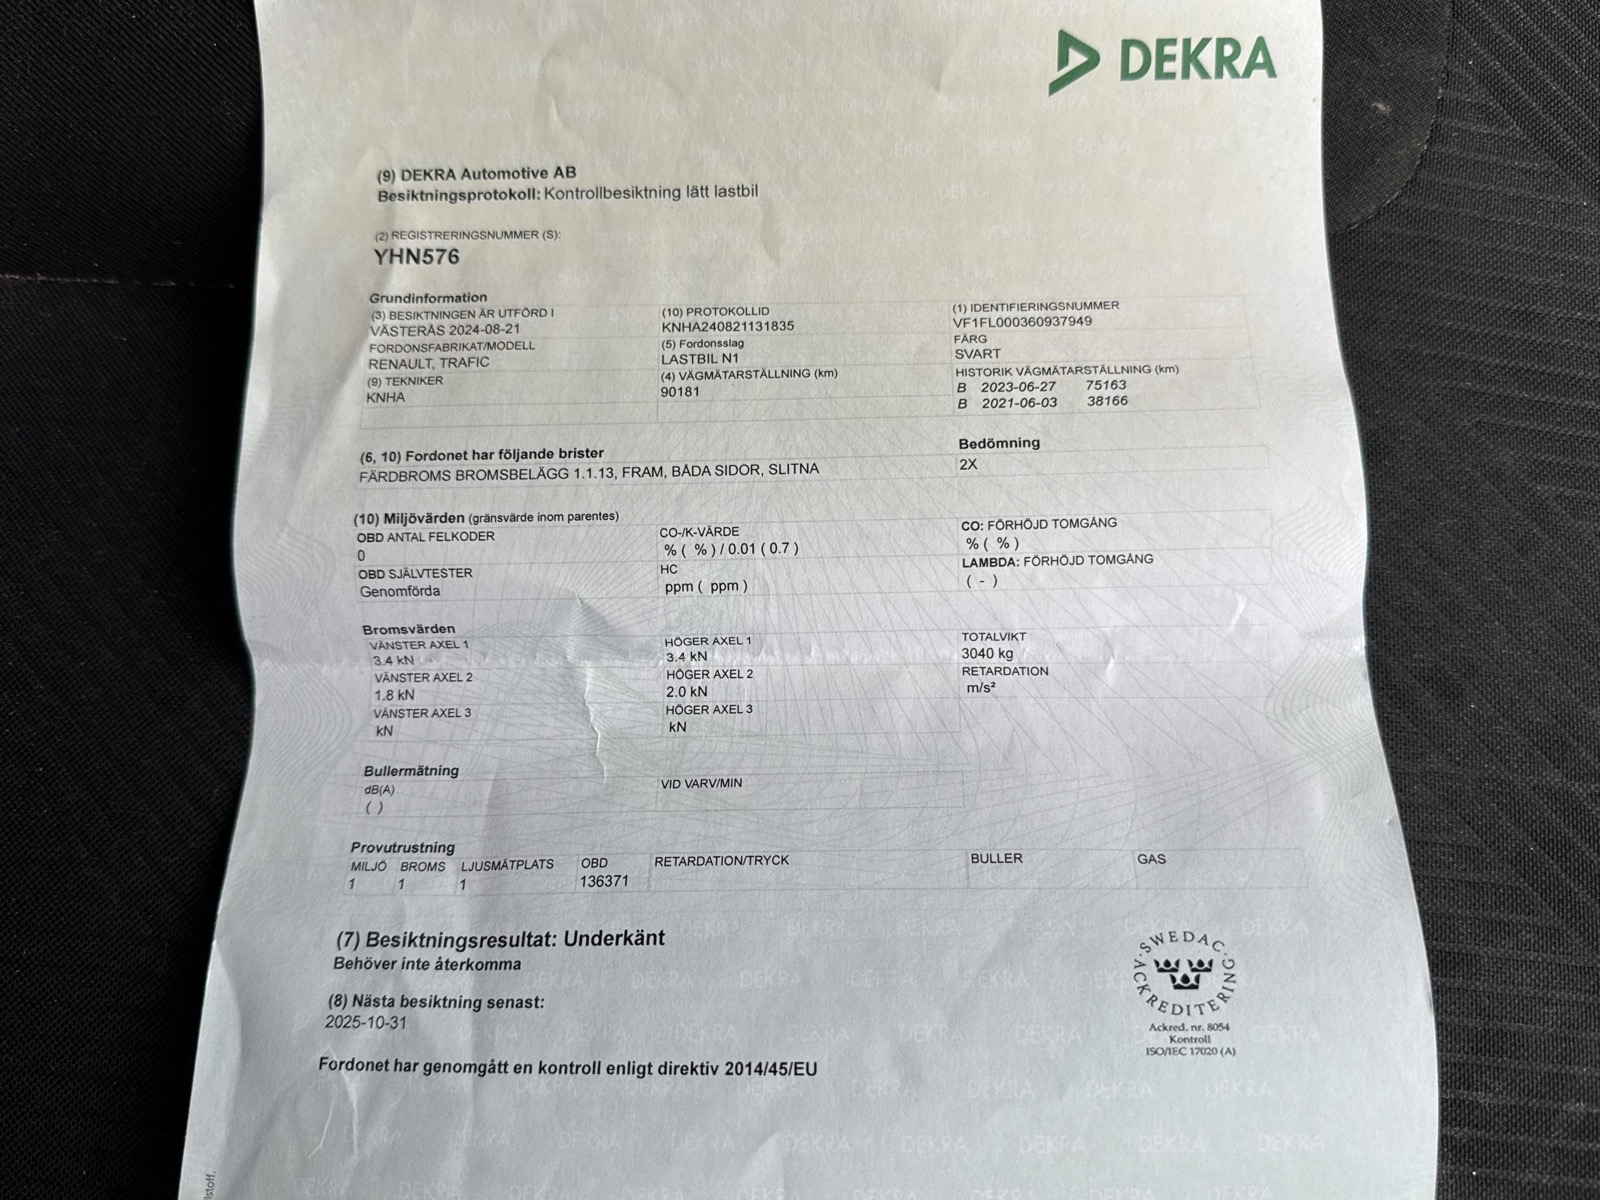 DEKRA
(9) DEKRA Automotive AB
Besiktningsprotokoll: Kontrollbesiktning lätt lastbil
(2) REGISTRERINGSNUMMER (S):
YHN576
Grundinformation
(3) BESIKTNINGEN ÄR UTFÖRD I
VÄSTERÅS 2024-08-21
FORDONSFABRIKAT/MODELL
RENAULT, TRAFIC
(9) TEKNIKER
KNHA
(10) PROTOKOLLID
KNHA240821131835
(5) Fordonsslag
LASTBIL N1
(4) VÄGMÄTARSTÄLLNING (km)
90181
(1) IDENTIFIERINGSNUMMER
VF1FL000360937949
FÄRG
SVART
HISTORIK VÄGMÄTARSTÄLLNING (km)
B 2023-06-27 75163
B 2021-06-03 38166
(6, 10) Fordonet har följande brister
Bedömning
FÄRDBROMS BROMSBELÄGG 1.1.13, FRAM, BÅDA SIDOR, SLITNA
2X
(10) Miljövärden (gränsvärde inom parentes)
OBD ANTAL FELKODER
0
OBD SJÄLVTESTER
Genomförda
CO-/K-VÄRDE
% ( % ) / 0.01 ( 0.7 )
HC
ppm ( ppm )
CO: FÖRHÖJD TOMGÅNG
% ( % )
LAMBDA: FÖRHÖJD TOMGÅNG
( - )
Bromsvärden
VÄNSTER AXEL 1
3.4 kN
VÄNSTER AXEL 2
1.8 kN
VÄNSTER AXEL 3
kN
HÖGER AXEL 1
3.4 kN
HÖGER AXEL 2
2.0 kN
HÖGER AXEL 3
kN
TOTALVIKT
3040 kg
RETARDATION
m/s²
Bullermätning
dB(A)
( )
VID VARV/MIN
Provutrustning
MILJÖ BROMS LJUSMÄTPLATS OBD RETARDATION/TRYCK BULLER GAS
1 1 1 136371
(7) Besiktningsresultat: Underkänt
Behöver inte återkomma
(8) Nästa besiktning senast:
2025-10-31
Fordonet har genomgått en kontroll enligt direktiv 2014/45/EU
SWEDAC
ACKREDITERING
Ackred. nr. 8054
Kontroll
ISO/IEC 17020 (A)